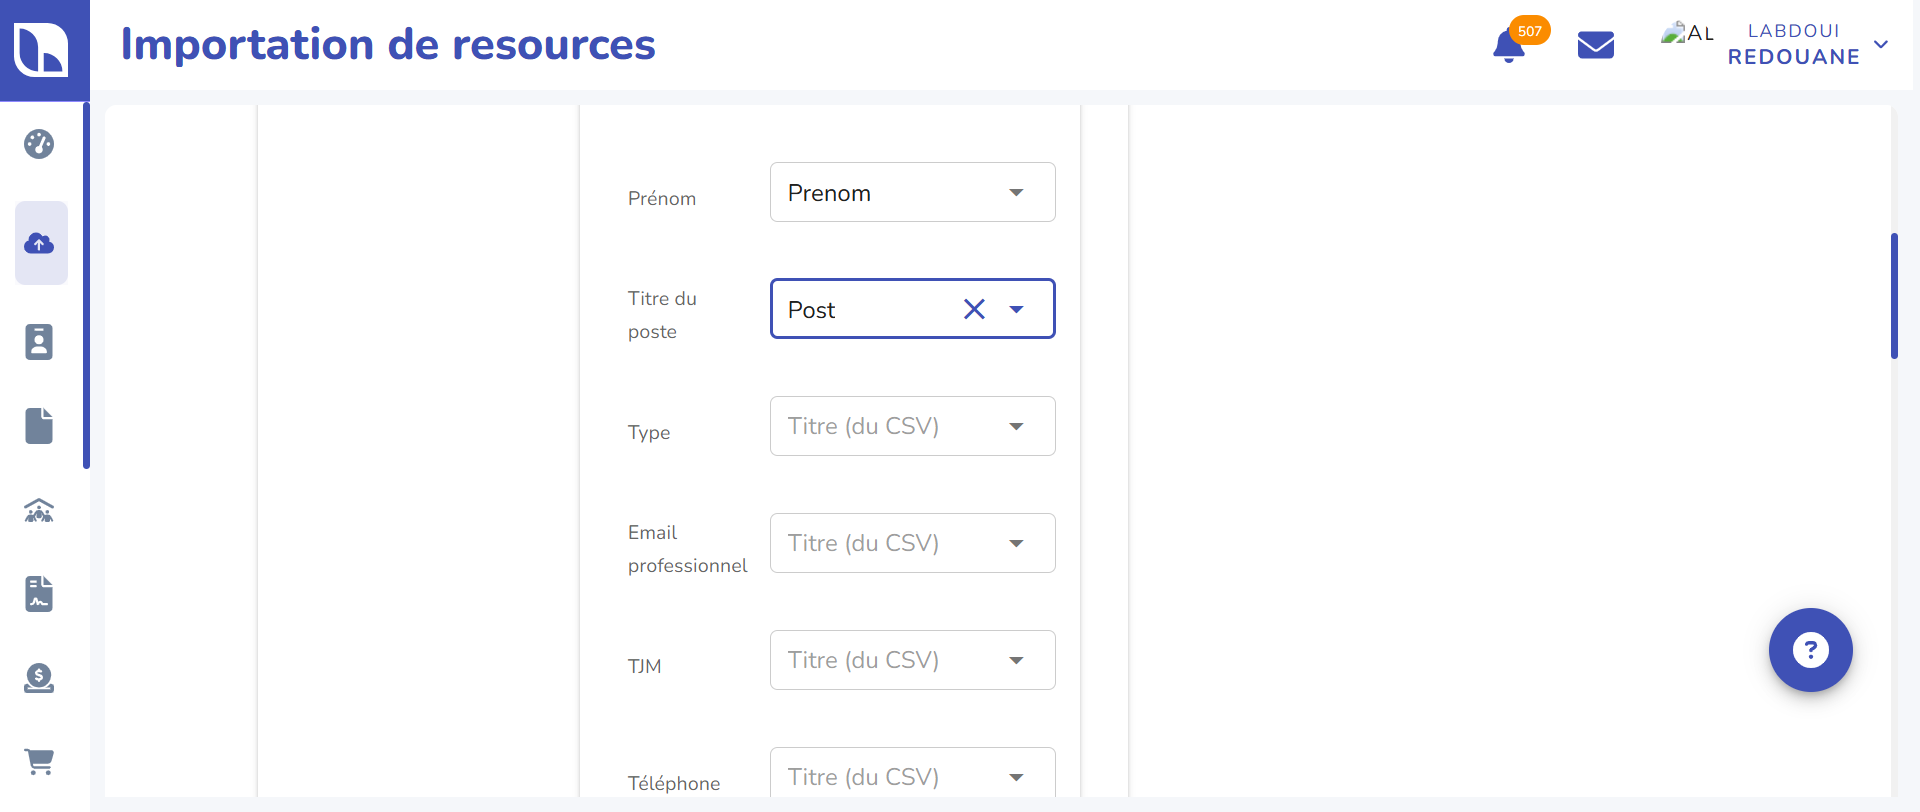 Importation de resources
507
AL
LABDOUI
REDOUANE
Prénom
Prenom
Titre du
poste
Post
Type
Titre (du CSV)
Email
professionnel
Titre (du CSV)
TJM
Titre (du CSV)
Téléphone
Titre (du CSV)